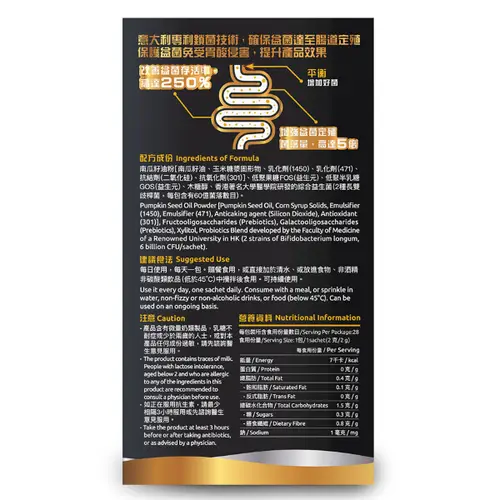 意大利專利鎖菌技術，確保益菌達至腸道定殖
保護益菌免受胃酸侵害，提升產品效果
改善益菌存活率，
高達250%
平衡
增加好菌
增強益菌定殖
高達5倍
配方成份 Ingredients of Formula
南瓜籽油粉 [南瓜籽油、玉米糖漿固形物、乳化劑(1450)、乳化劑(471)、
抗結劑(二氧化硅)、抗氧化劑(301)]、低聚果糖FOS(益生元)、低聚半乳糖
GOS(益生元)、木糖醇、香港著名大學醫學院研發的綜合益生菌(2種長雙
歧桿菌，每包含有60億菌落數目)。
Pumpkin Seed Oil Powder [Pumpkin Seed Oil, Corn Syrup Solids, Emulsifier
(1450), Emulsifier (471), Anticaking agent (Silicon Dioxide), Antioxidant
(301)], Fructooligosaccharides (Prebiotics), Galactooligosaccharides
(Prebiotics), Xylitol, Probiotics Blend developed by the Faculty of Medicine
of a Renowned University in HK (2 strains of Bifidobacterium longum,
6 billion CFU/sachet).
建議食法 Suggested Use
每日使用，每天一包。隨餐食用，或直接加於清水、或放進食物、非酒精
非碳酸類飲品 (低於45°C)中攪拌後食用。可持續使用。
Use it every day, one sachet daily. Consume with a meal, or sprinkle in
water, non-fizzy or non-alcoholic drinks, or food (below 45°C). Can be
used on an ongoing basis.
注意 Caution
- 產品含有微量奶類製品，乳糖不
耐症或少於兩歲的人士，或對本
產品任何成份過敏，請先諮詢醫
生意見服用。
- The product contains traces of milk.
People with lactose intolerance,
aged below 2 and who are allergic
to any of the ingredients in this
product are recommended to
consult a physician before use.
- 如正在服用抗生素，請最少
相隔3小時服用或先諮詢醫生
意見服用。
- Take the product at least 3 hours
before or after taking antibiotics,
or as advised by a physician.
營養資料 Nutritional Information
每包裝所含食用份量數目/Serving Per Package:28
食用份量/Serving Size: 1包/1sachet(2 克/2 g)
每食用份量 / Per Serving
能量 / Energy 7千卡 / kcal
蛋白質 / Protein 0 克 / g
總脂肪 / Total Fat 0.4 克 / g
-飽和脂肪 / Saturated Fat 0.1 克 / g
-反式脂肪 / Trans Fat 0 克 / g
總碳水化合物 / Total Carbohydrates 1.5 克 / g
-糖 / Sugars 0.3 克 / g
-膳食纖維 / Dietary Fibre 0.8 克 / g
鈉 / Sodium 1 毫克 / mg